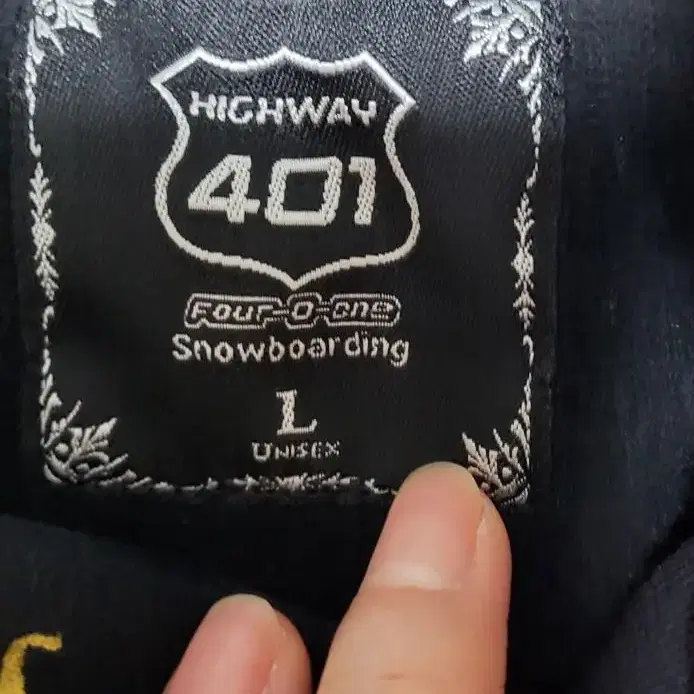 HIGHWAY
401
Four-O-One
Snowboarding
L
UNISEX